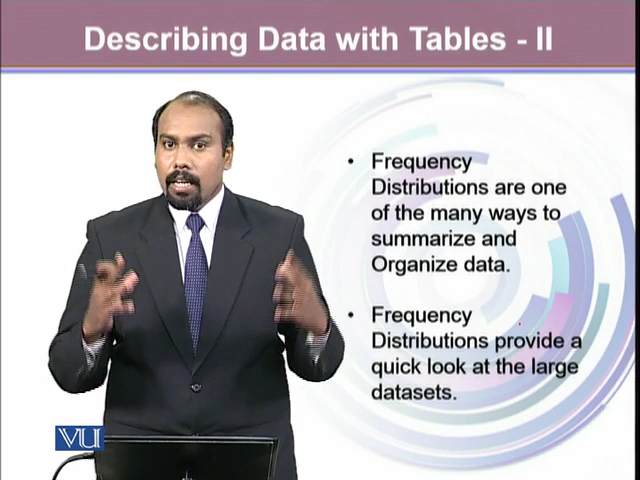 Describing Data with Tables - II
• Frequency
Distributions are one
of the many ways to
summarize and
Organize data.
• Frequency
Distributions provide a
quick look at the large
datasets.
VU